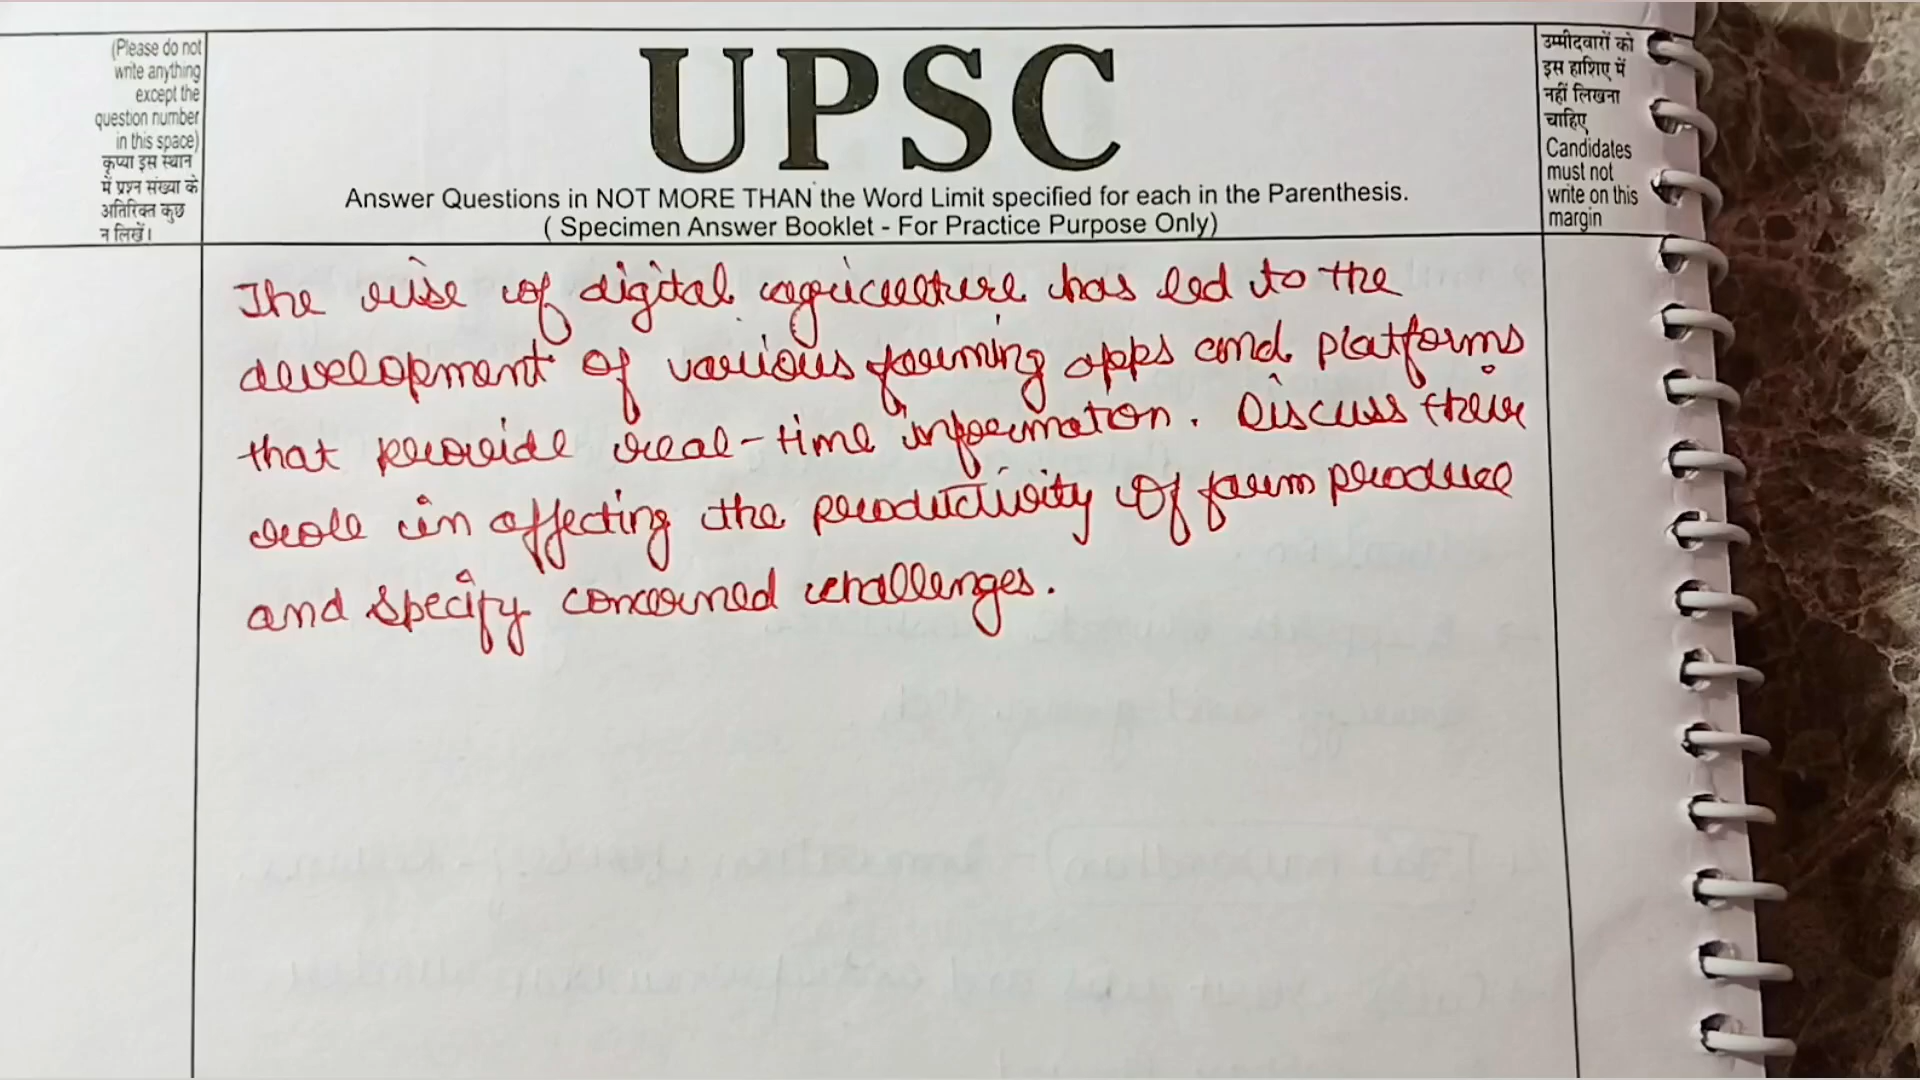 (Please do not
write anything
except the
question number
in this space)
कृप्या इस स्थान
में प्रश्न संख्या के
अतिरिक्त कुछ
न लिखें।
UPSC
Answer Questions in NOT MORE THAN the Word Limit specified for each in the Parenthesis.
( Specimen Answer Booklet - For Practice Purpose Only)
उम्मीदवारों को
इस हाशिए में
नहीं लिखना
चाहिए
Candidates
must not
write on this
margin
The rise of digital agriculture has led to the
development of various farming apps and platforms
that provide real-time informaton. Discuss their
role in affecting the productivity of farm produce
and specify concerned challenges.